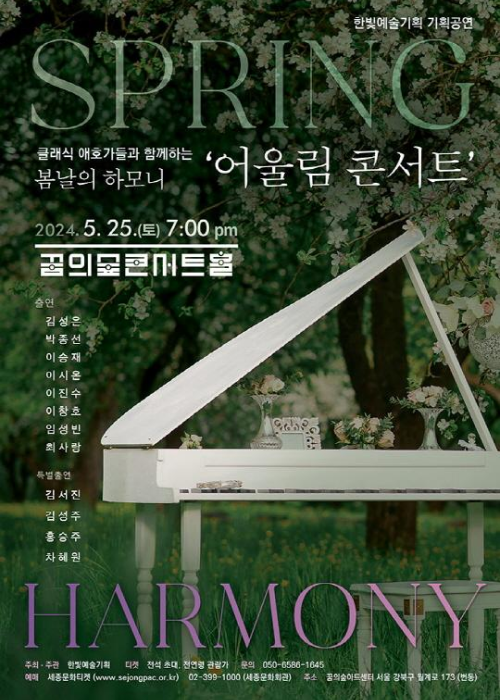 한빛예술기획 기획공연
SPRING
클래식 애호가들과 함께하는
봄날의 하모니
'어울림 콘서트'
2024. 5. 25.(토) 7:00 pm
꿈의숲콘서트홀
출연
김성은
박종선
이승재
이시온
이진수
이창호
임성빈
최사랑
특별출연
김서진
김성주
홍승주
차혜원
HARMONY
주최·주관 한빛예술기획 티켓 전석 초대, 전연령 관람가 문의 050-6586-1645
예매 세종문화티켓 (www.sejongpac.or.kr) 02-399-1000 (세종문화회관) 주소 꿈의숲아트센터 서울 강북구 월계로 173 (번동)